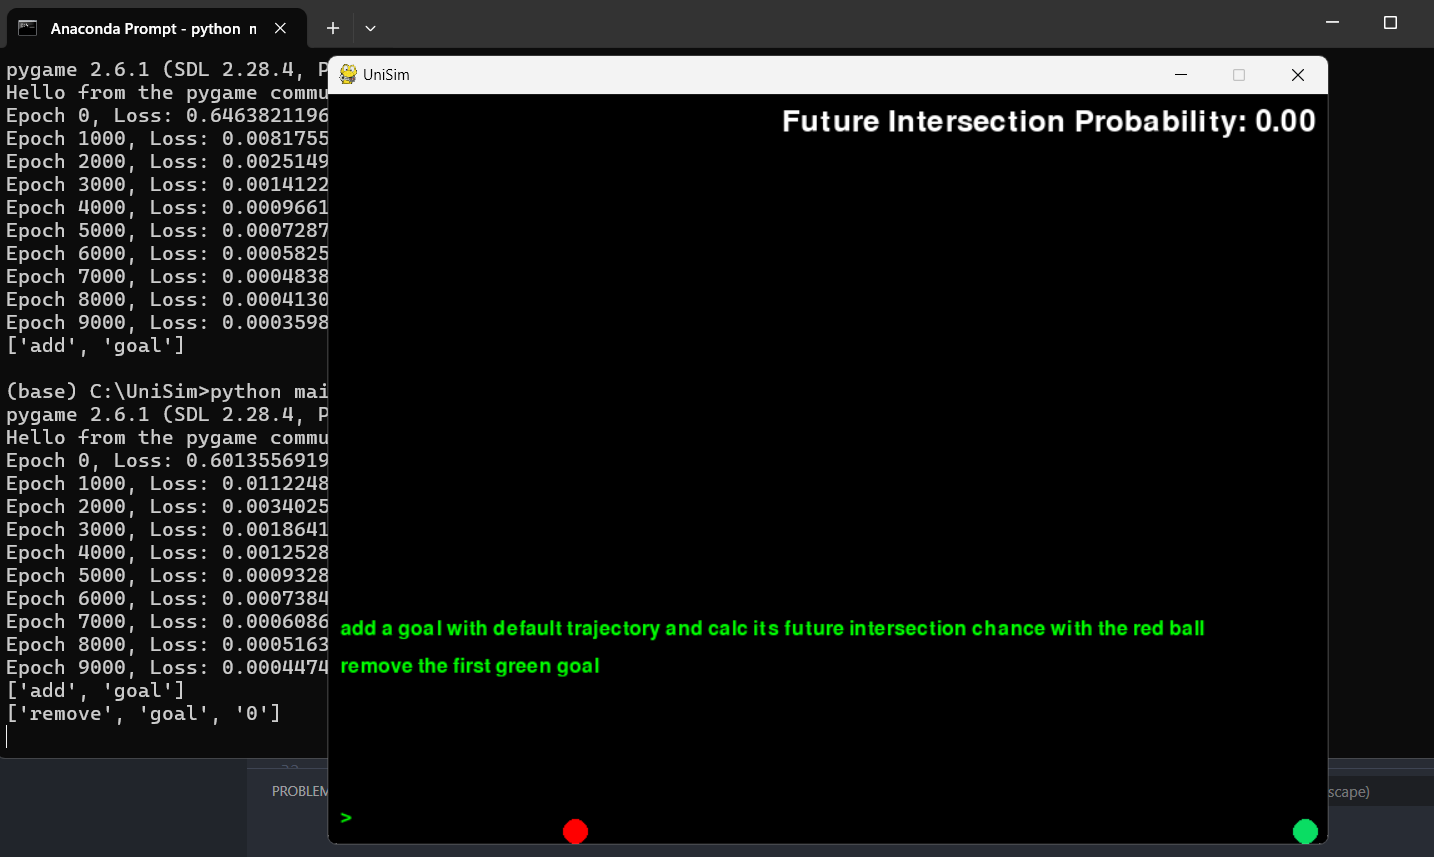 Anaconda Prompt - python
pygame 2.6.1 (SDL 2.28.4, P
Hello from the pygame commu
Epoch 0, Loss: 0.6463821196
Epoch 1000, Loss: 0.0081755
Epoch 2000, Loss: 0.0025149
Epoch 3000, Loss: 0.0014122
Epoch 4000, Loss: 0.0009661
Epoch 5000, Loss: 0.0007287
Epoch 6000, Loss: 0.0005825
Epoch 7000, Loss: 0.0004838
Epoch 8000, Loss: 0.0004130
Epoch 9000, Loss: 0.0003598
['add', 'goal']
(base) C:\UniSim>python mai
pygame 2.6.1 (SDL 2.28.4, P
Hello from the pygame commu
Epoch 0, Loss: 0.6013556919
Epoch 1000, Loss: 0.0112248
Epoch 2000, Loss: 0.0034025
Epoch 3000, Loss: 0.0018641
Epoch 4000, Loss: 0.0012528
Epoch 5000, Loss: 0.0009328
Epoch 6000, Loss: 0.0007384
Epoch 7000, Loss: 0.0006086
Epoch 8000, Loss: 0.0005163
Epoch 9000, Loss: 0.0004474
['add', 'goal']
['remove', 'goal', '0']
UniSim
Future Intersection Probability: 0.00
add a goal with default trajectory and calc its future intersection chance with the red ball
remove the first green goal
>
PROBLEM
scape)